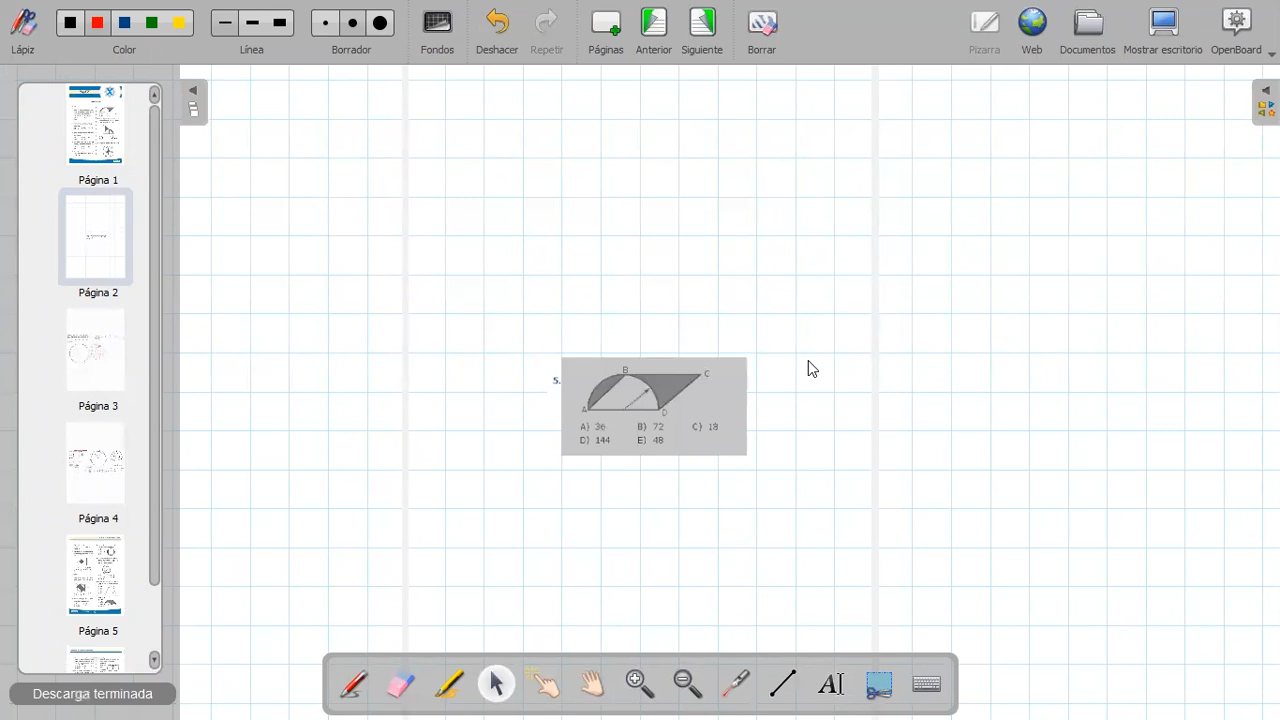 Lápiz
Color
Línea
Borrador
Fondos
Deshacer
Repetir
Páginas
Anterior
Siguiente
Borrar
Pizarra
Web
Documentos
Mostrar escritorio
OpenBoard
Página 1
Página 2
Página 3
Página 4
Página 5
Descarga terminada
5.
B
C
A
D
A) 36 B) 72 C) 18
D) 144 E) 48